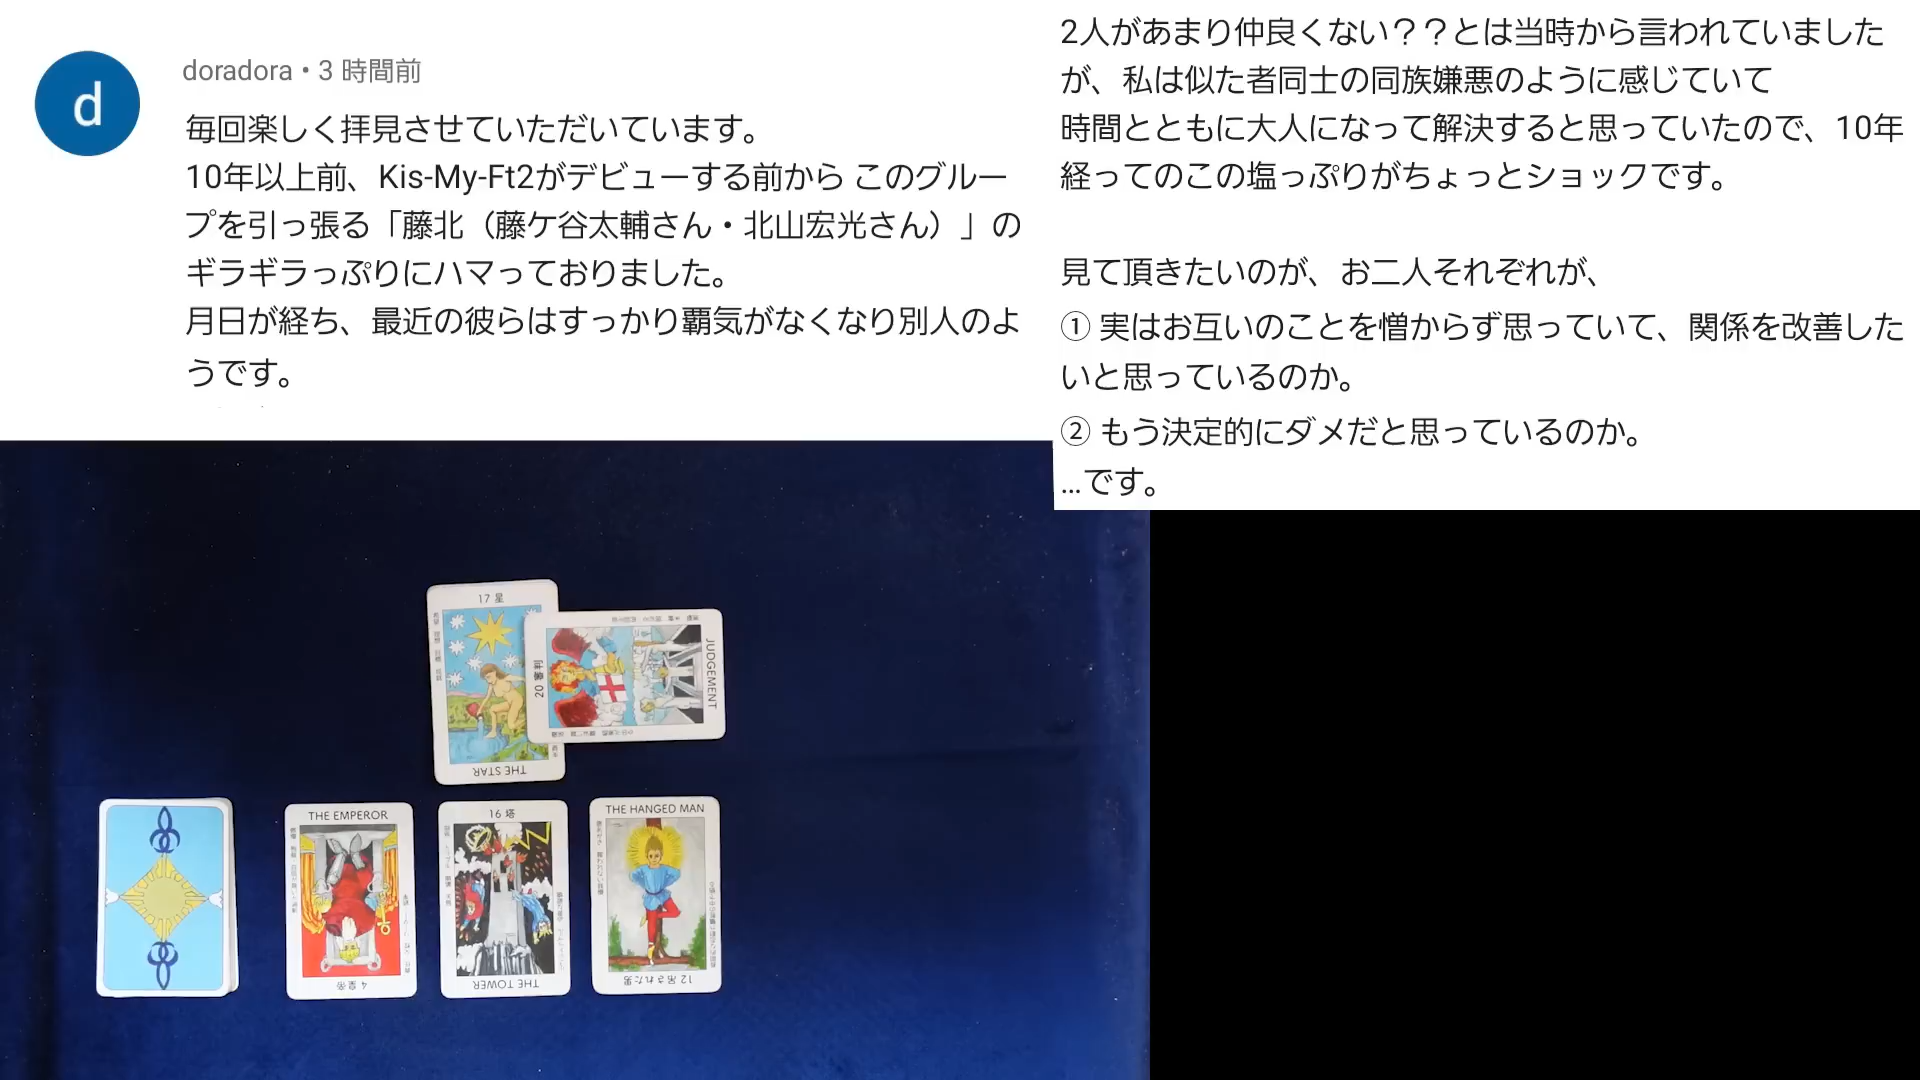 doradora • 3 時間前
d
毎回楽しく拝見させていただいています。
10年以上前、Kis-My-Ft2がデビューする前から このグルー
プを引っ張る「藤北（藤ケ谷太輔さん・北山宏光さん）」の
ギラギラっぷりにハマっておりました。
月日が経ち、最近の彼らはすっかり覇気がなくなり別人のよ
うです。
2人があまり仲良くない？？とは当時から言われていました
が、私は似た者同士の同族嫌悪のように感じていて
時間とともに大人になって解決すると思っていたので、10年
経ってのこの塩っぷりがちょっとショックです。
見て頂きたいのが、お二人それぞれが、
① 実はお互いのことを憎からず思っていて、関係を改善した
いと思っているのか。
② もう決定的にダメだと思っているのか。
…です。
17 星
THE STAR
20 審判
JUDGEMENT
THE EMPEROR
4 皇帝
16 塔
THE TOWER
THE HANGED MAN
12 吊された男